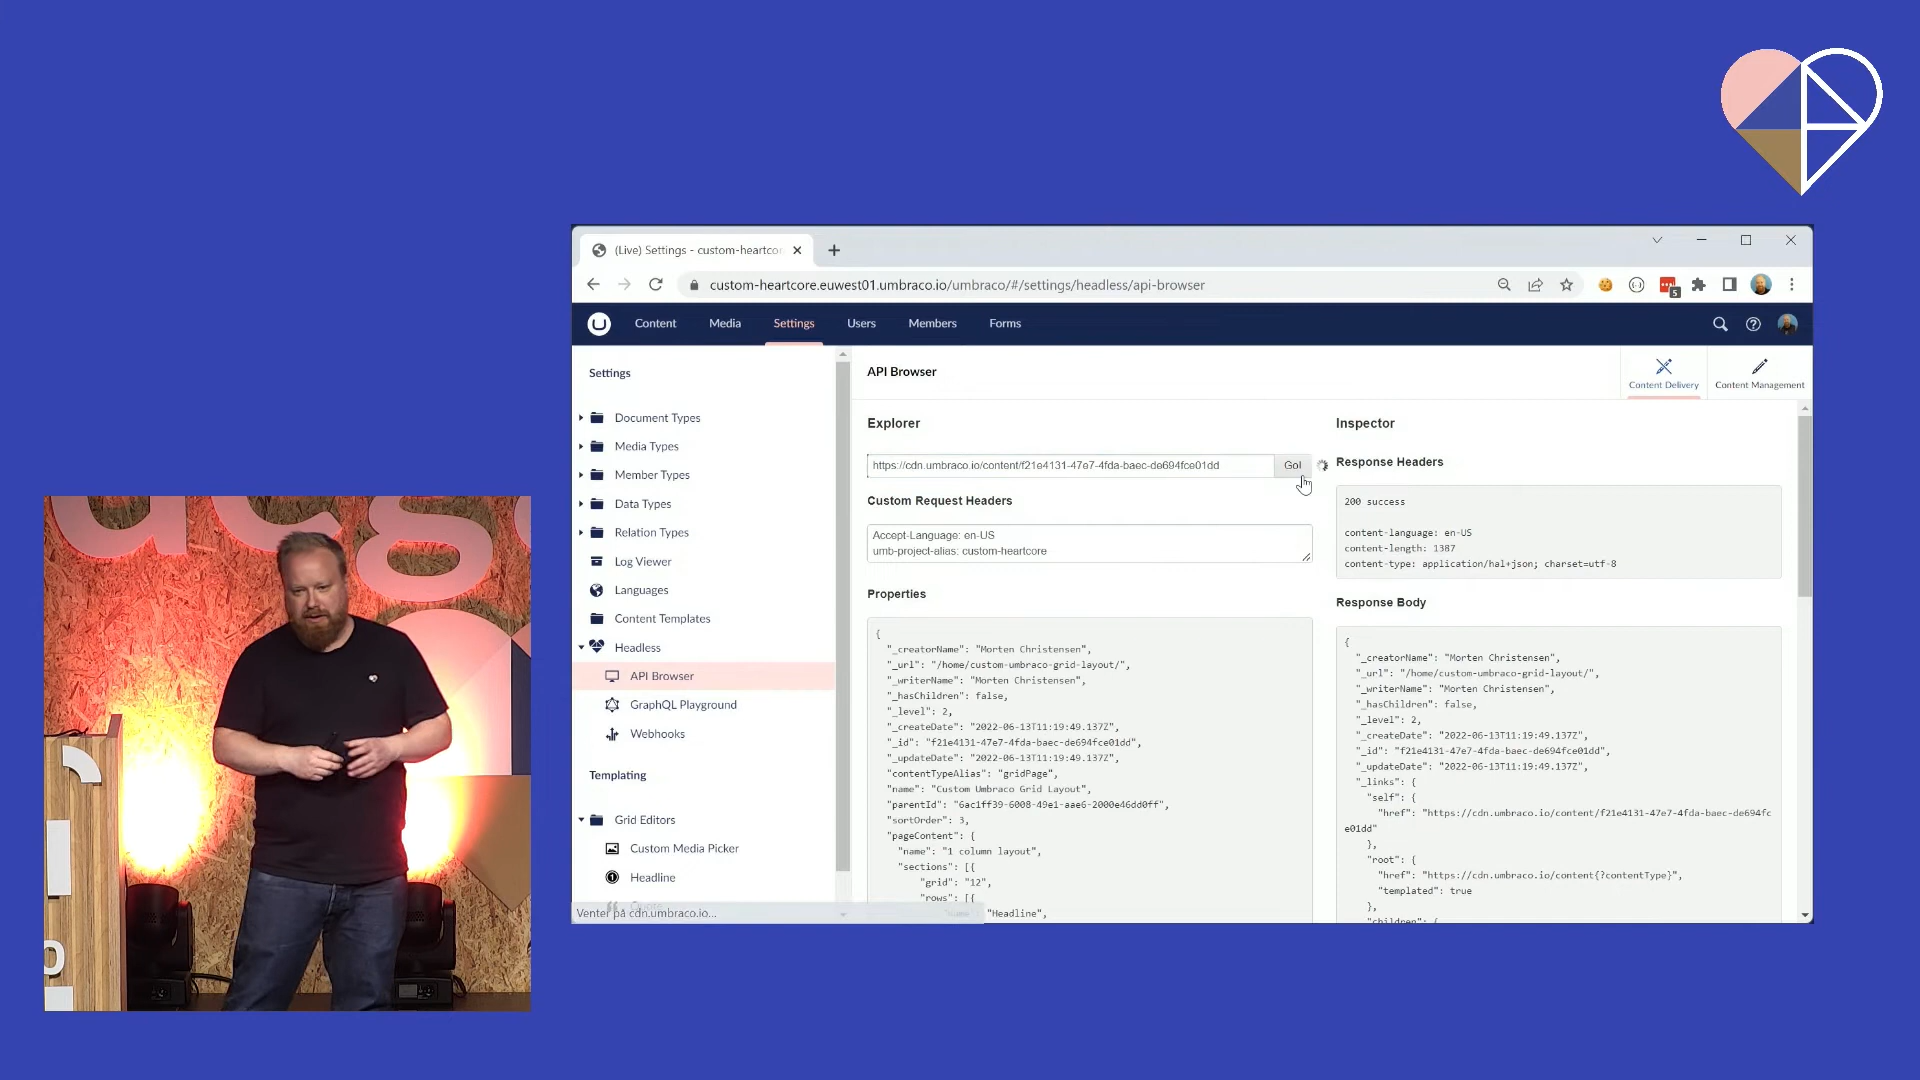 (Live) Settings - custom-heartco
custom-heartcore.euwest01.umbraco.io/umbraco/#/settings/headless/api-browser
5
Content
Media
Settings
Users
Members
Forms
Settings
Document Types
Media Types
Member Types
Data Types
Relation Types
Log Viewer
Languages
Content Templates
Headless
API Browser
GraphQL Playground
Webhooks
Templating
Grid Editors
Custom Media Picker
Headline
Venter på cdn.umbraco.io...
API Browser
Content Delivery
Content Management
Explorer
https://cdn.umbraco.io/content/f21e4131-47e7-4fda-baec-de694fce01dd
Go!
Custom Request Headers
Accept-Language: en-US
umb-project-alias: custom-heartcore
Properties
{
"_creatorName": "Morten Christensen",
"_url": "/home/custom-umbraco-grid-layout/",
"_writerName": "Morten Christensen",
"_hasChildren": false,
"_level": 2,
"_createDate": "2022-06-13T11:19:49.137Z",
"_id": "f21e4131-47e7-4fda-baec-de694fce01dd",
"_updateDate": "2022-06-13T11:19:49.137Z",
"contentTypeAlias": "gridPage",
"name": "Custom Umbraco Grid Layout",
"parentId": "6ac1ff39-6008-49e1-aae6-2000e46dd0ff",
"sortOrder": 3,
"pageContent": {
"name": "1 column layout",
"sections": [{
"grid": "12",
"rows": [{
"name": "Headline",
Inspector
Response Headers
200 success
content-language: en-US
content-length: 1387
content-type: application/hal+json; charset=utf-8
Response Body
{
"_creatorName": "Morten Christensen",
"_url": "/home/custom-umbraco-grid-layout/",
"_writerName": "Morten Christensen",
"_hasChildren": false,
"_level": 2,
"_createDate": "2022-06-13T11:19:49.137Z",
"_id": "f21e4131-47e7-4fda-baec-de694fce01dd",
"_updateDate": "2022-06-13T11:19:49.137Z",
"_links": {
"self": {
"href": "https://cdn.umbraco.io/content/f21e4131-47e7-4fda-baec-de694fc
e01dd"
},
"root": {
"href": "https://cdn.umbraco.io/content{?contentType}",
"templated": true
},
"children": {